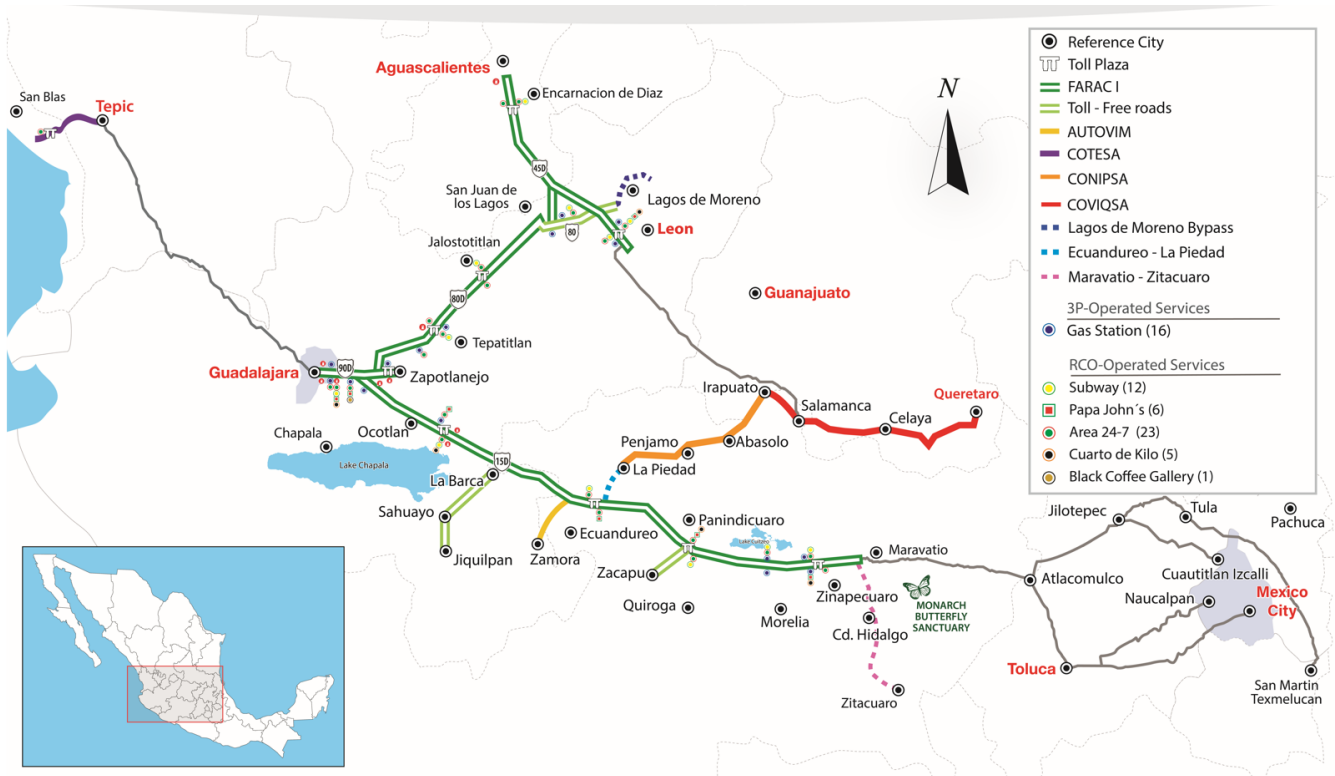 Aguascalientes
Encarnacion de Diaz
San Blas
Tepic
45D
San Juan de
los Lagos
Lagos de Moreno
Leon
80
Jalostotitlan
80D
Guanajuato
Tepatitlan
Guadalajara
90D
Zapotlanejo
Irapuato
Salamanca
Queretaro
Celaya
Ocotlan
Chapala
Lake Chapala
Penjamo
Abasolo
La Piedad
15D
La Barca
Sahuayo
Jiquilpan
Zamora
Ecuandureo
Panindicuaro
Zacapu
Quiroga
Lake Cuitzeo
Morelia
Zinapecuaro
Maravatio
Cd. Hidalgo
MONARCH
BUTTERFLY
SANCTUARY
Zitacuaro
Jilotepec
Tula
Pachuca
Atlacomulco
Cuautitlan Izcalli
Naucalpan
Mexico
City
Toluca
San Martin
Texmelucan
N
Reference City
Toll Plaza
FARAC I
Toll - Free roads
AUTOVIM
COTESA
CONIPSA
COVIQSA
Lagos de Moreno Bypass
Ecuandureo - La Piedad
Maravatio - Zitacuaro
3P-Operated Services
Gas Station (16)
RCO-Operated Services
Subway (12)
Papa John´s (6)
Area 24-7 (23)
Cuarto de Kilo (5)
Black Coffee Gallery (1)